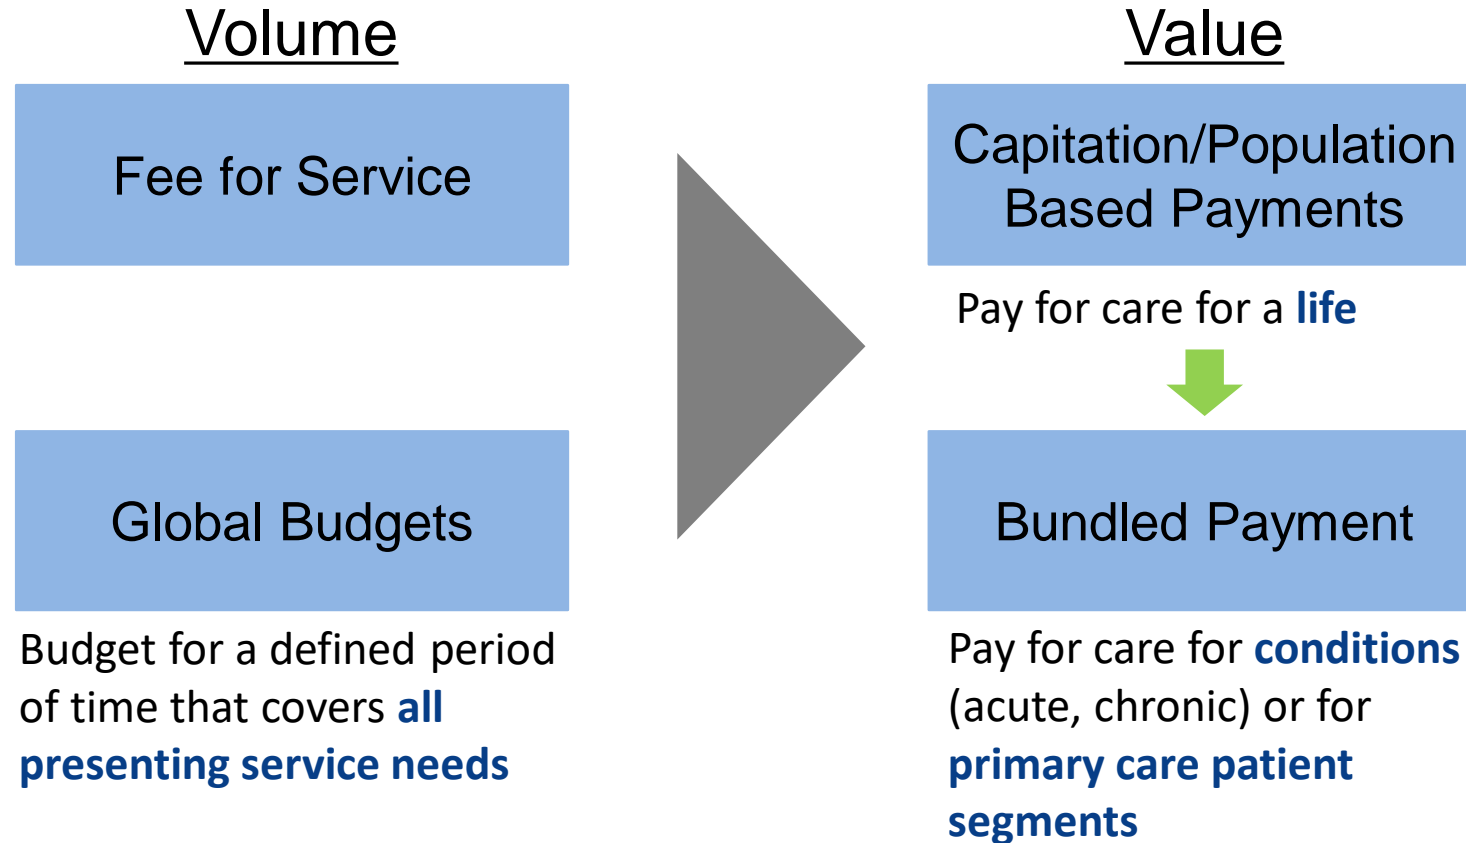 Volume
Fee for Service
Global Budgets
Budget for a defined period
of time that covers all
presenting service needs
Value
Capitation/Population
Based Payments
Pay for care for a life
Bundled Payment
Pay for care for conditions
(acute, chronic) or for
primary care patient
segments